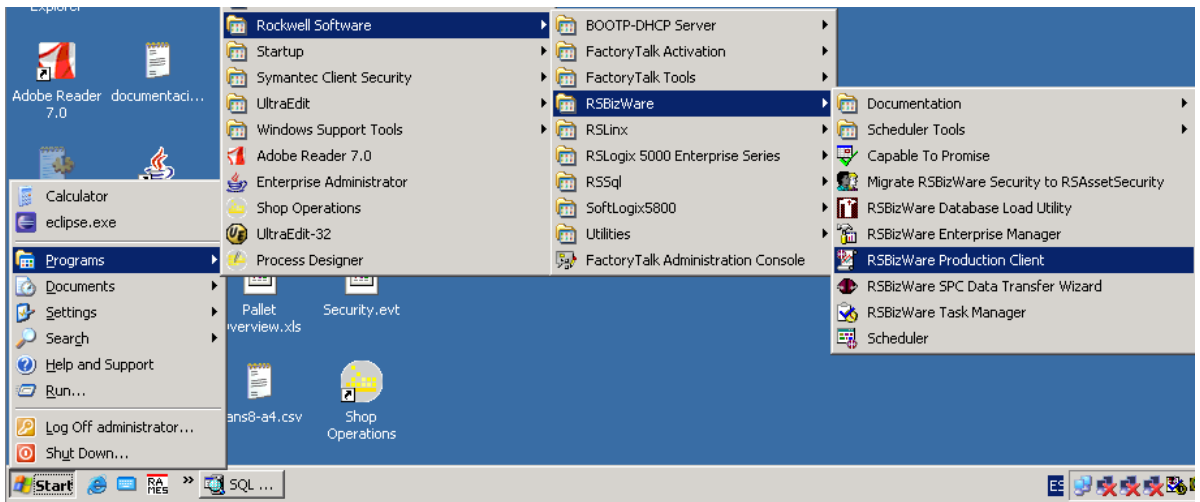 Explorer
Adobe Reader
7.0
documentaci...
Calculator
eclipse.exe
Programs
Documents
Settings
Search
Help and Support
Run...
Log Off administrator...
Shut Down...
Rockwell Software
Startup
Symantec Client Security
UltraEdit
Windows Support Tools
Adobe Reader 7.0
Enterprise Administrator
Shop Operations
UltraEdit-32
Process Designer
BOOTP-DHCP Server
FactoryTalk Activation
FactoryTalk Tools
RSBizWare
RSLinx
RSLogix 5000 Enterprise Series
RSSql
SoftLogix5800
Utilities
FactoryTalk Administration Console
Documentation
Scheduler Tools
Capable To Promise
Migrate RSBizWare Security to RSAssetSecurity
RSBizWare Database Load Utility
RSBizWare Enterprise Manager
RSBizWare Production Client
RSBizWare SPC Data Transfer Wizard
RSBizWare Task Manager
Scheduler
Pallet
verview.xls
Security.evt
ans8-a4.csv
Shop
Operations
Start
RA
MES
»
SQL ...
ES